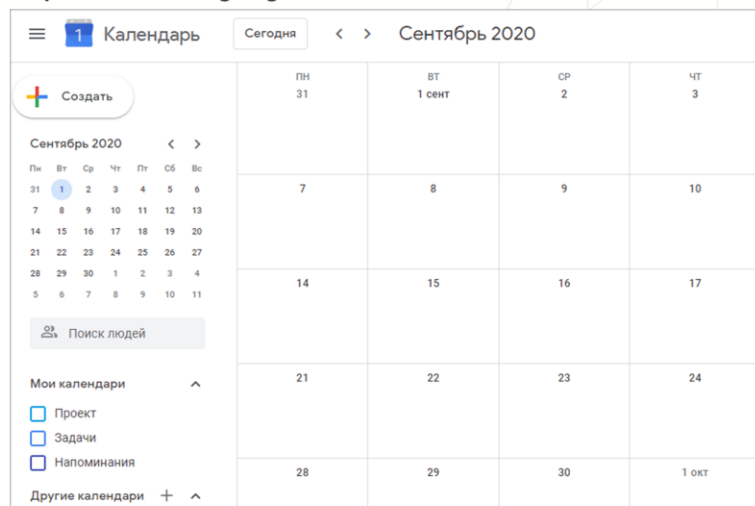 1 Календарь Сегодня < > Сентябрь 2020
Создать
Сентябрь 2020 < >
Пн Вт Ср Чт Пт Сб Вс
31 1 2 3 4 5 6
7 8 9 10 11 12 13
14 15 16 17 18 19 20
21 22 23 24 25 26 27
28 29 30 1 2 3 4
5 6 7 8 9 10 11
Поиск людей
Мои календари
Проект
Задачи
Напоминания
Другие календари +
ПН ВТ СР ЧТ
31 1 сент 2 3
7 8 9 10
14 15 16 17
21 22 23 24
28 29 30 1 окт